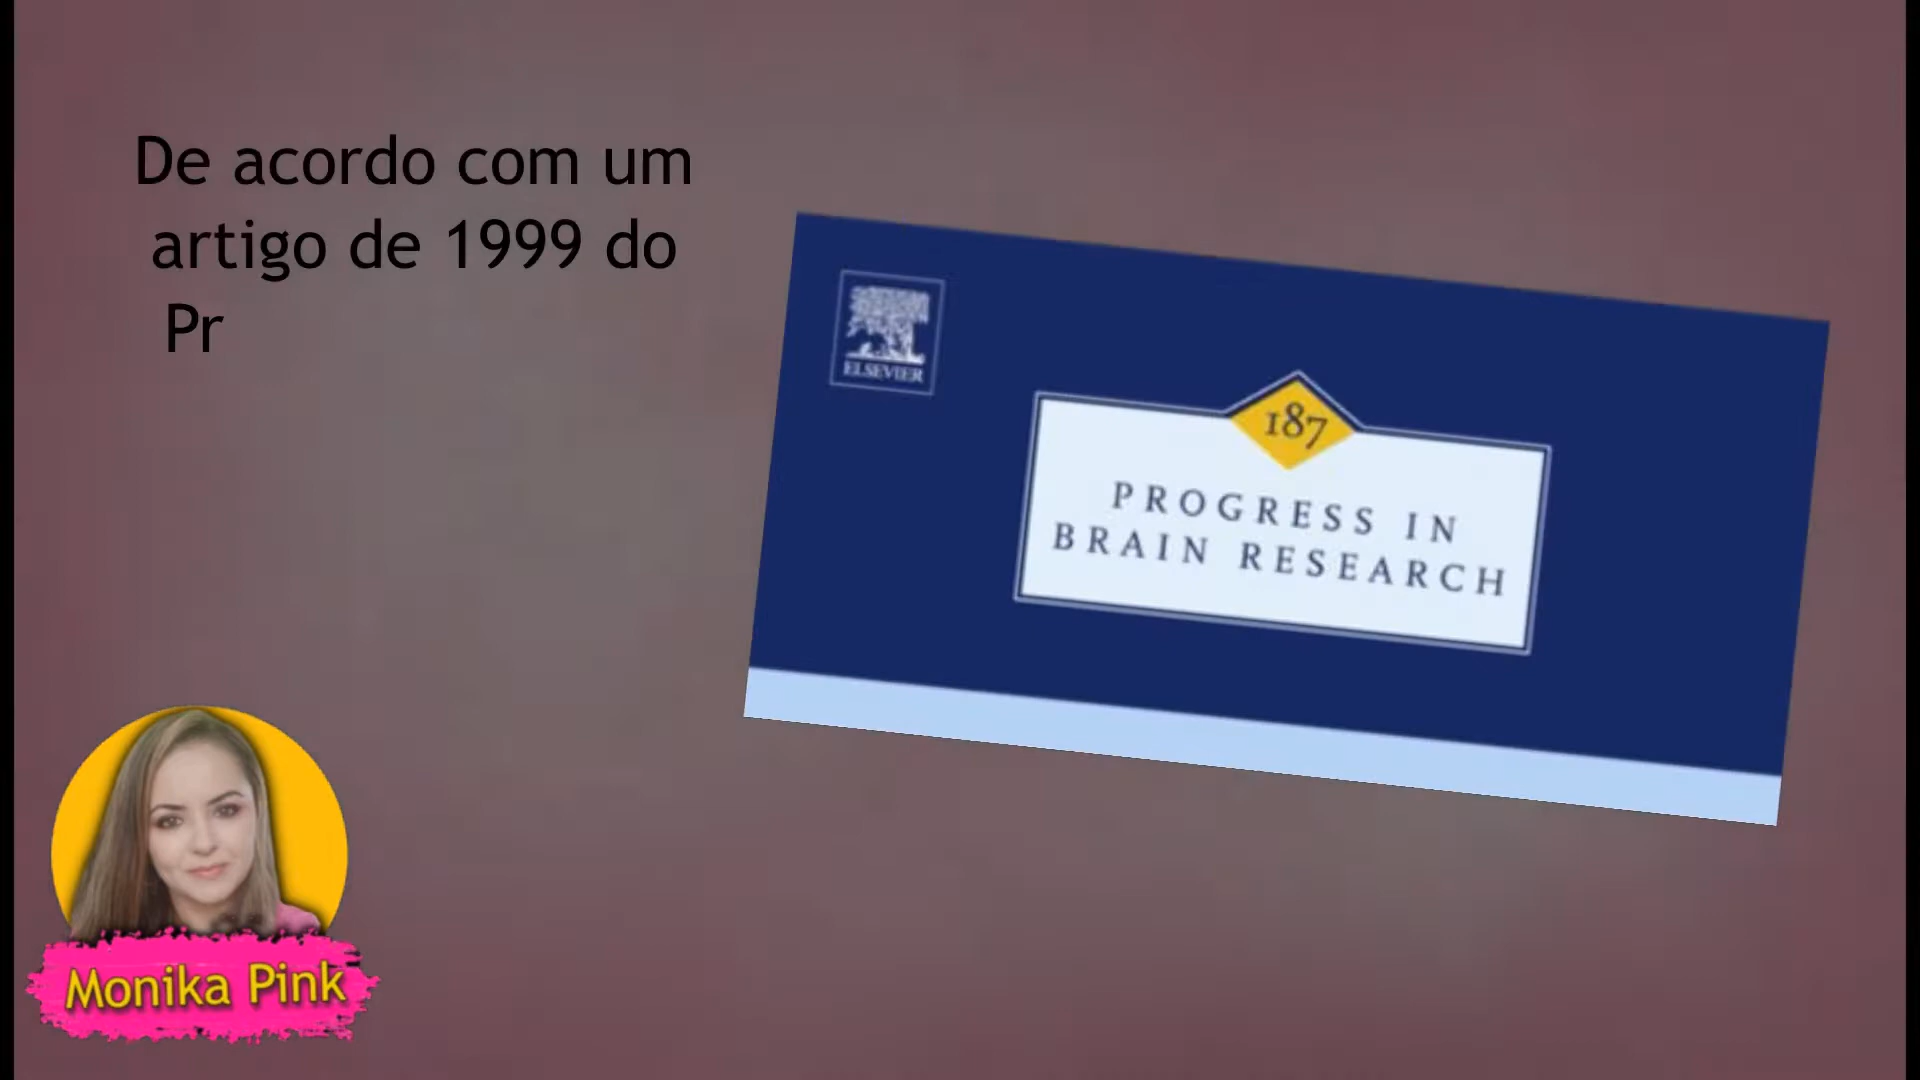 De acordo com um
artigo de 1999 do
Pr
ELSEVIER
187
PROGRESS IN
BRAIN RESEARCH
Monika Pink